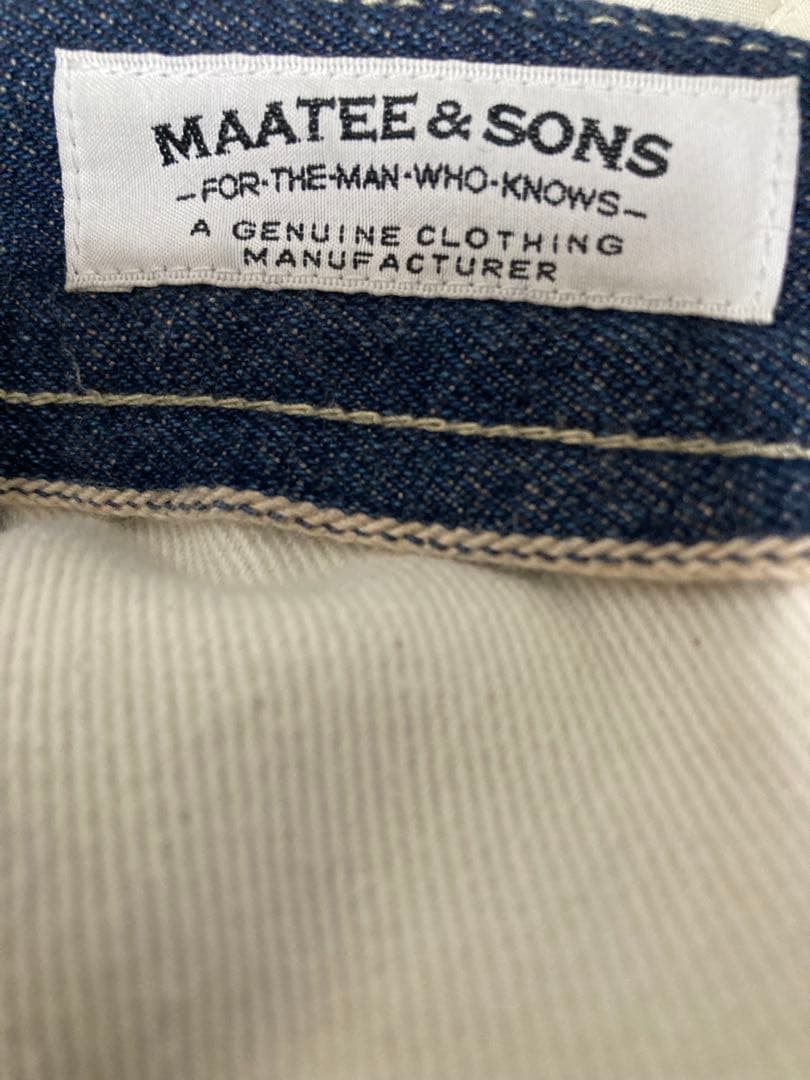 MAATEE & SONS
-FOR·THE·MAN·WHO·KNOWS-
A GENUINE CLOTHING
MANUFACTURER